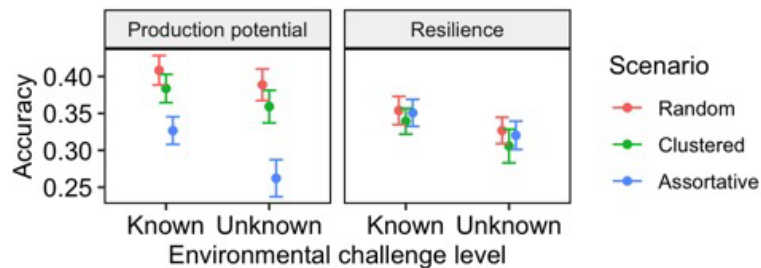 Production potential
Resilience
Accuracy
0.40
0.35
0.30
0.25
Known Unknown
Known Unknown
Environmental challenge level
Scenario
Random
Clustered
Assortative